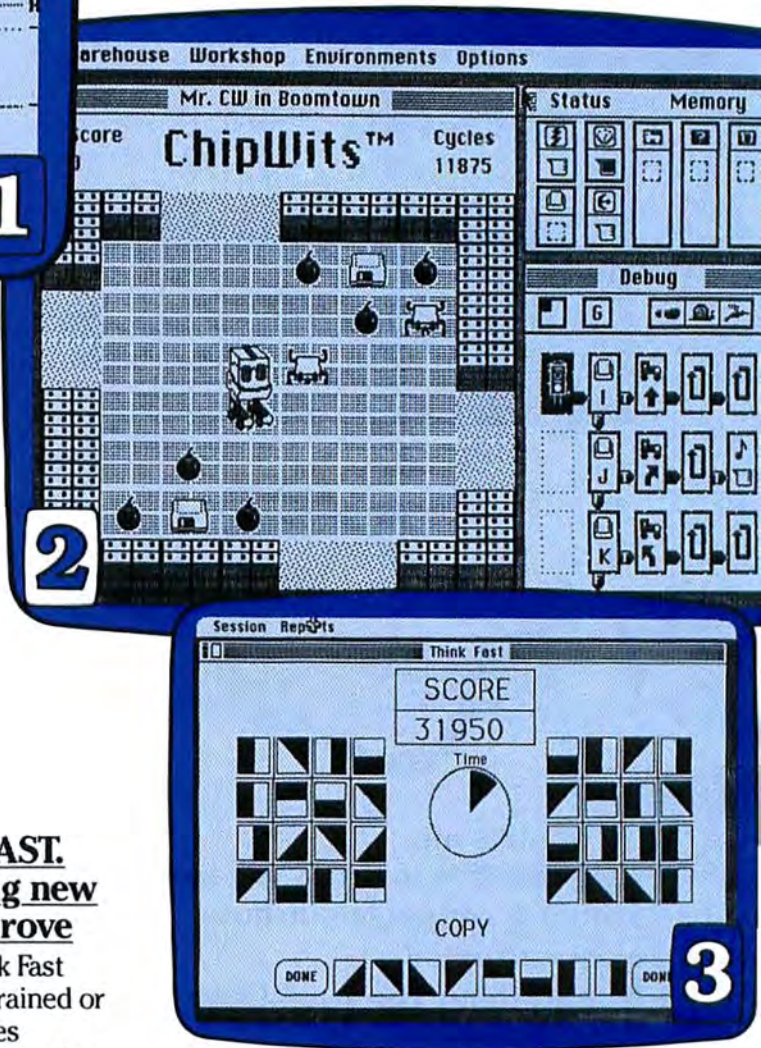 1
arehouse Workshop Environments Options
Mr. CW in Boomtown
Status Memory
core
ChipWits™
Cycles
11875
Debug
G
I
J
K
2
Session Reports
Think Fast
SCORE
31950
Time
COPY
DONE
DON
3
AST.
g new
rove
k Fast
rained or
es